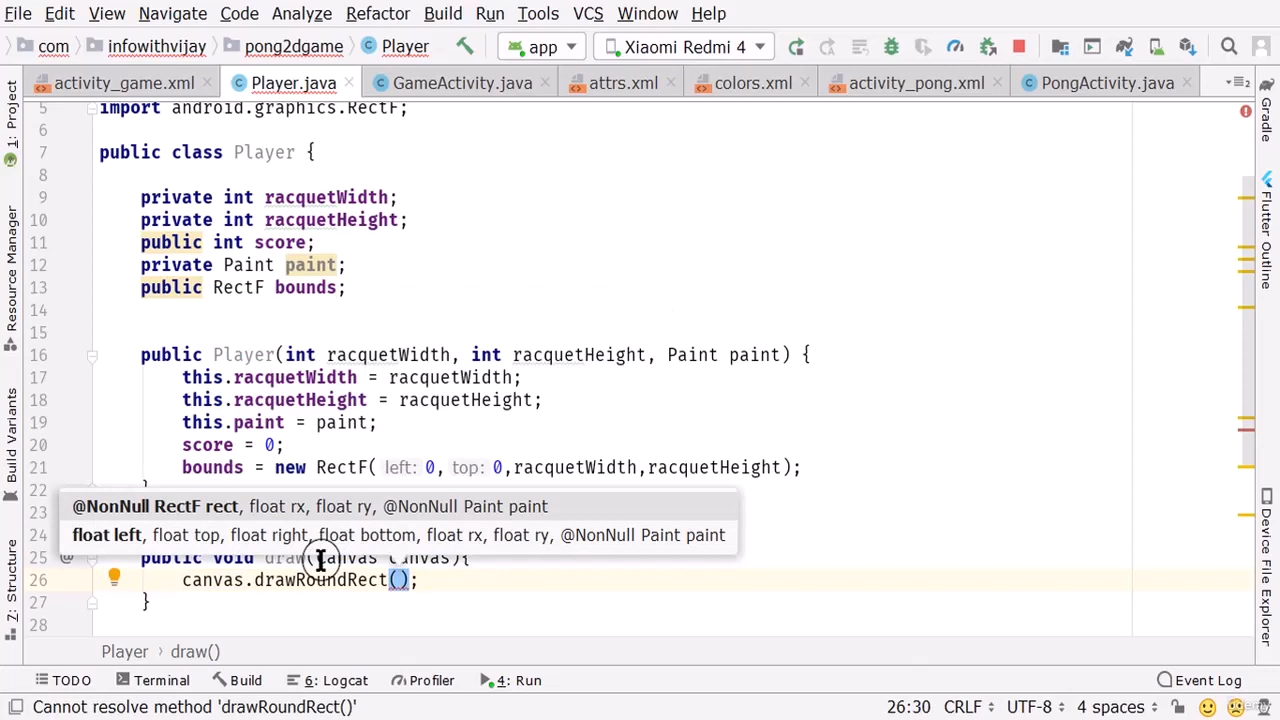 File Edit View Navigate Code Analyze Refactor Build Run Tools VCS Window Help
com infowithvijay pong2dgame Player app Xiaomi Redmi 4
activity_game.xml Player.java GameActivity.java attrs.xml colors.xml activity_pong.xml PongActivity.java
5 import android.graphics.RectF;
6
7 public class Player {
8
9 private int racquetWidth;
10 private int racquetHeight;
11 public int score;
12 private Paint paint;
13 public RectF bounds;
14
15
16 public Player(int racquetWidth, int racquetHeight, Paint paint) {
17 this.racquetWidth = racquetWidth;
18 this.racquetHeight = racquetHeight;
19 this.paint = paint;
20 score = 0;
21 bounds = new RectF( left: 0, top: 0,racquetWidth,racquetHeight);
22 }
@NonNull RectF rect, float rx, float ry, @NonNull Paint paint
23
float left, float top, float right, float bottom, float rx, float ry, @NonNull Paint paint
25 public void draw(Canvas canvas){
26 canvas.drawRoundRect();
27 }
28
Player › draw()
TODO Terminal Build 6: Logcat Profiler 4: Run Event Log
Cannot resolve method 'drawRoundRect()' 26:30 CRLF UTF-8 4 spaces
1: Project
Resource Manager
Build Variants
7: Structure
Gradle
Flutter Outline
Device File Explorer